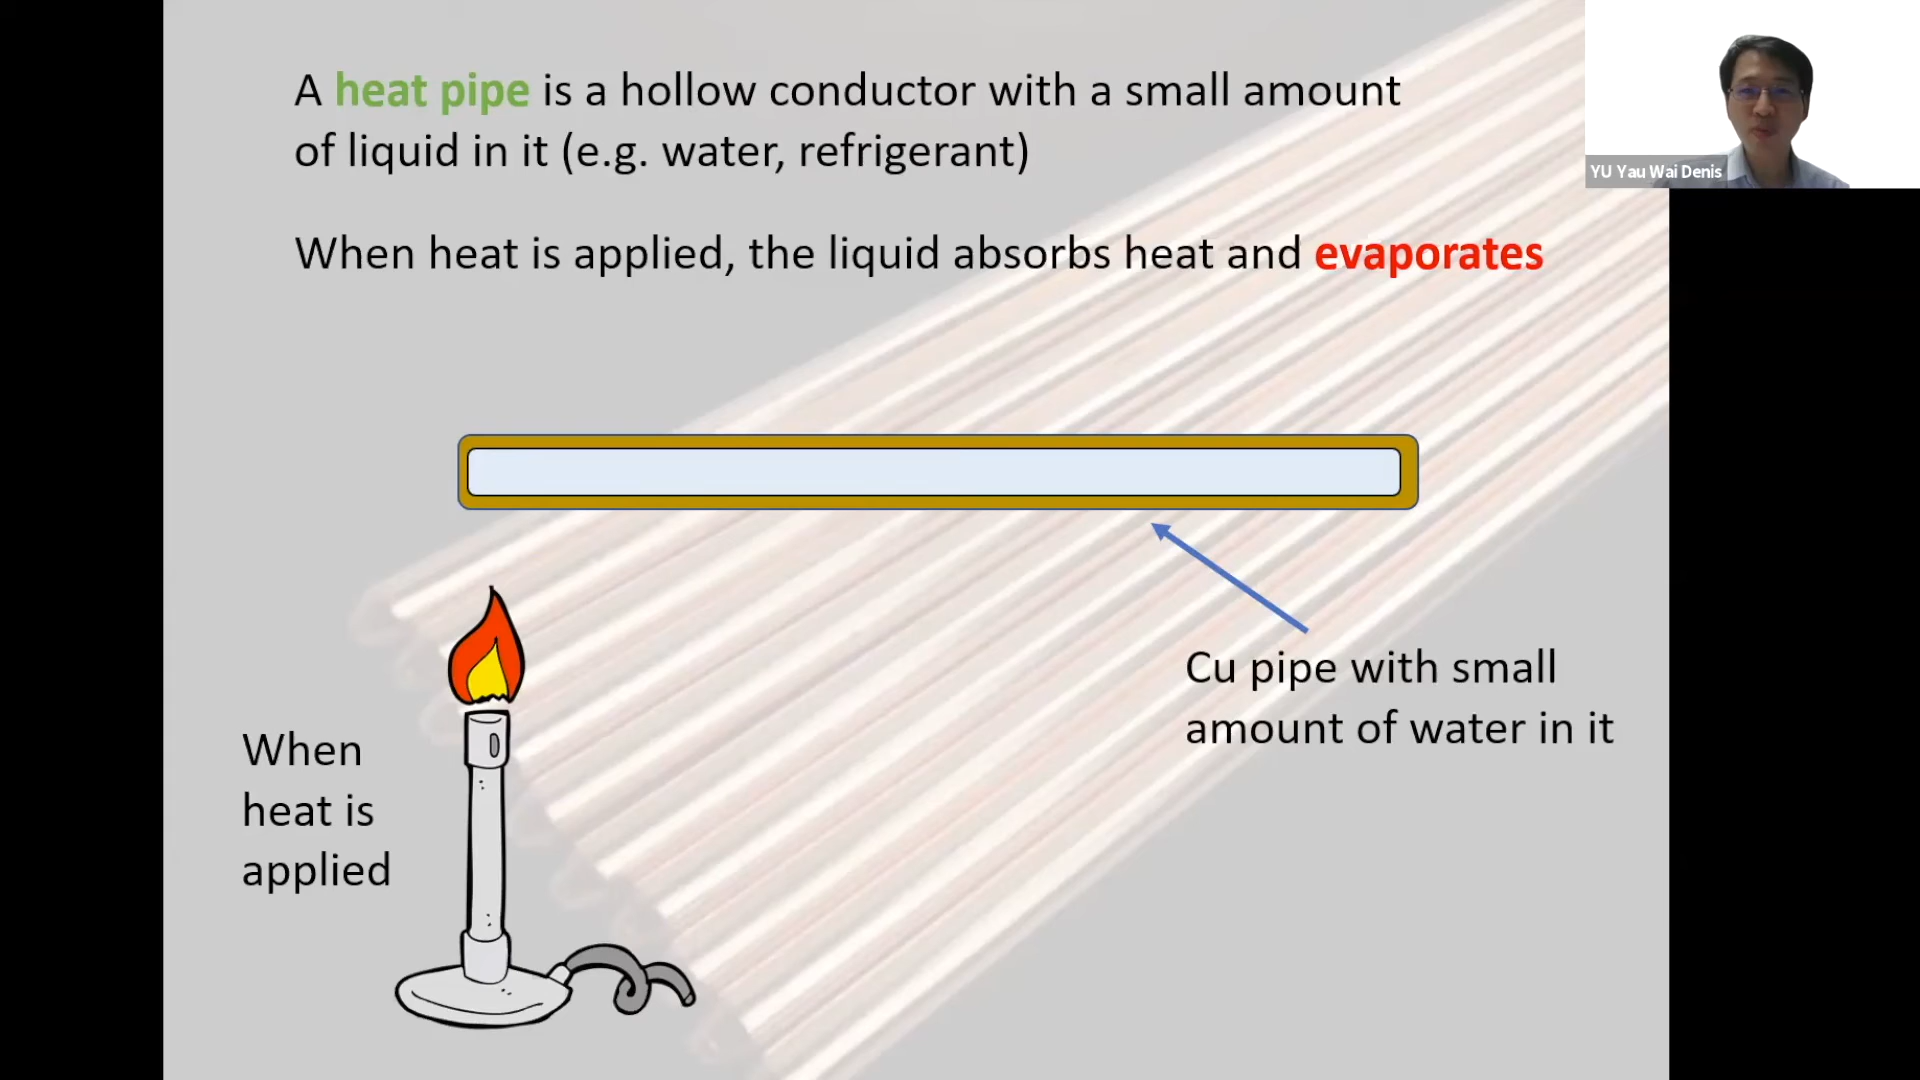 A heat pipe is a hollow conductor with a small amount
of liquid in it (e.g. water, refrigerant)
YU Yau Wai Denis
When heat is applied, the liquid absorbs heat and evaporates
Cu pipe with small
amount of water in it
When
heat is
applied